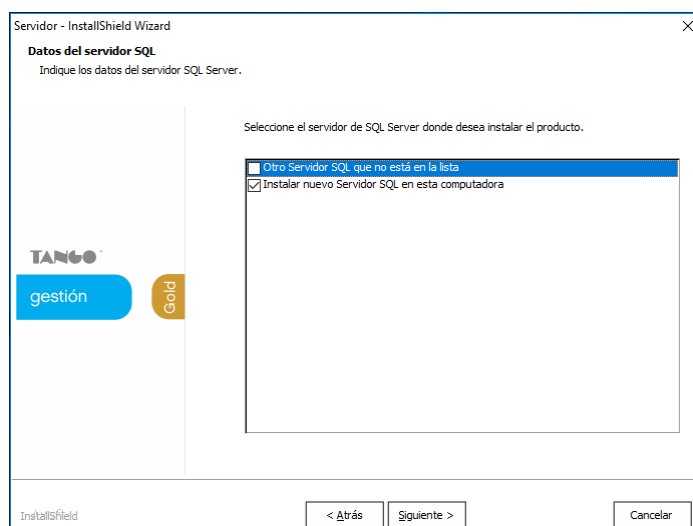 Servidor - InstallShield Wizard
Datos del servidor SQL
Indique los datos del servidor SQL Server.
Seleccione el servidor de SQL Server donde desea instalar el producto.
Otro Servidor SQL que no está en la lista
Instalar nuevo Servidor SQL en esta computadora
TANGO
gestión
Gold
InstallShield
< Atrás
Siguiente >
Cancelar